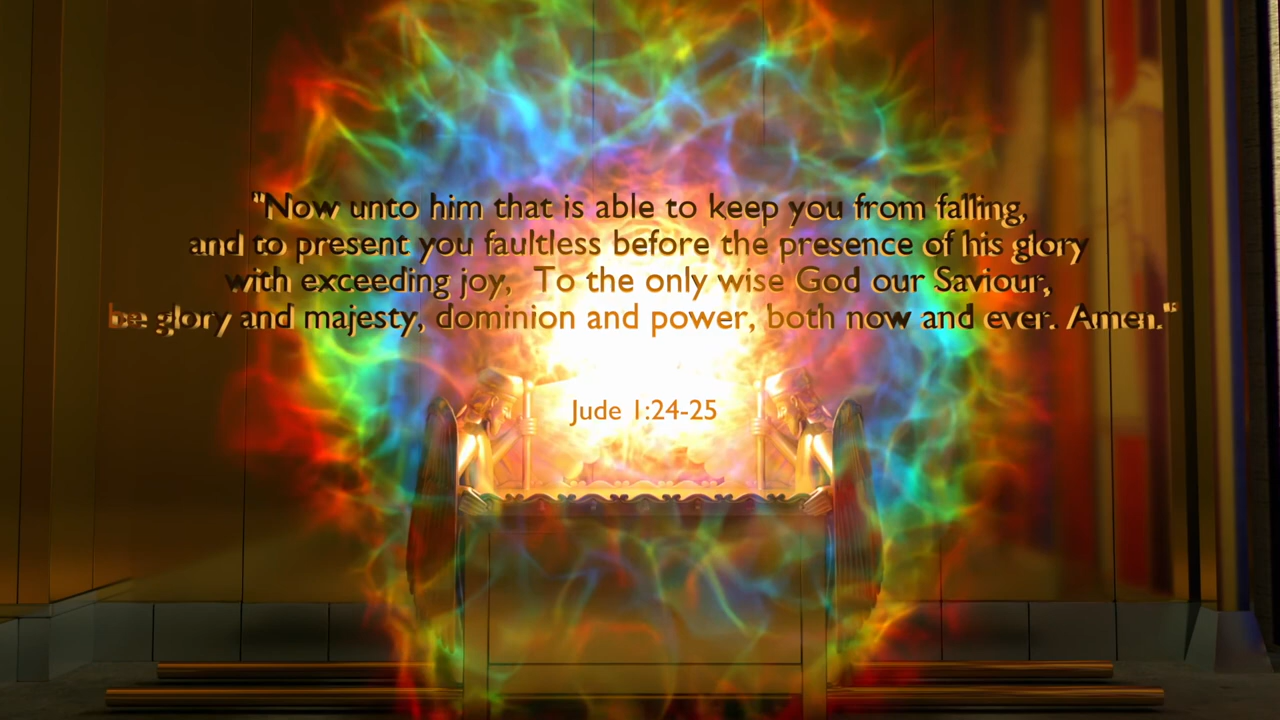 "Now unto him that is able to keep you from falling,
and to present you faultless before the presence of his glory
with exceeding joy, To the only wise God our Saviour,
be glory and majesty, dominion and power, both now and ever. Amen."
Jude 1:24-25